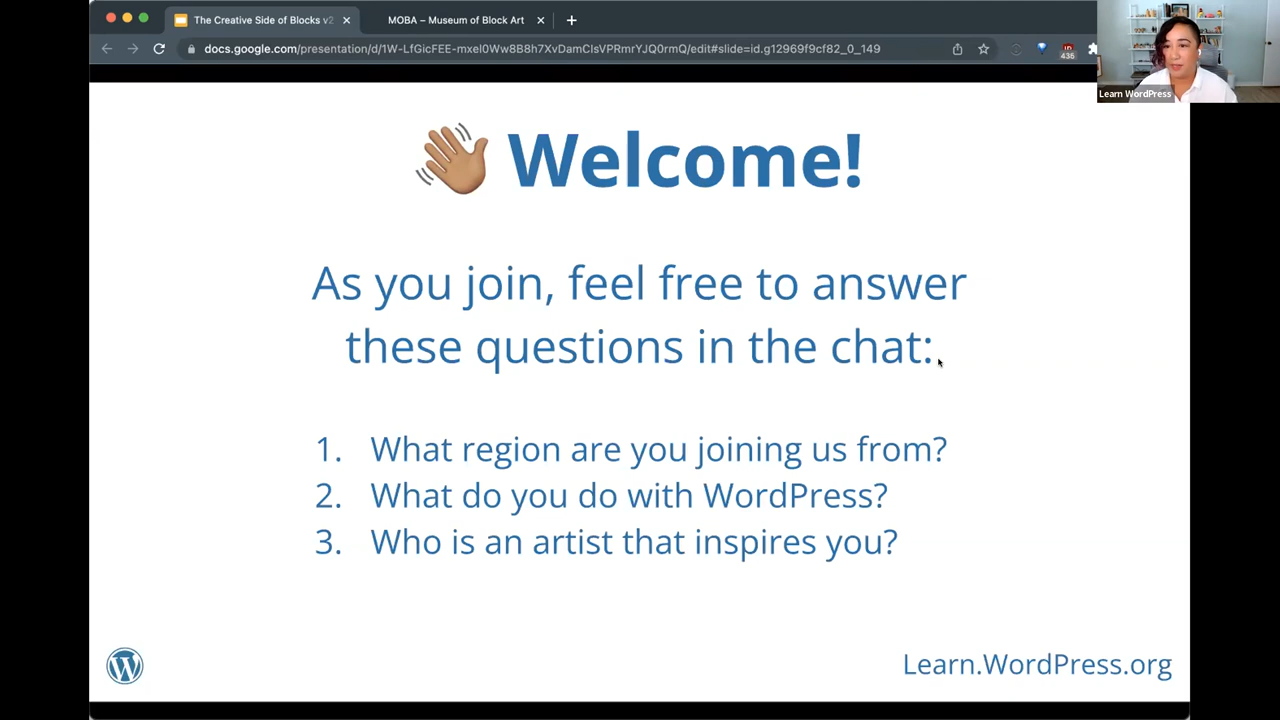 The Creative Side of Blocks v2
MOBA – Museum of Block Art
docs.google.com/presentation/d/1W-LfGicFEE-mxeI0Ww8B8h7XvDamCIsVPRmrYJQ0rmQ/edit#slide=id.g12969f9cf82_0_149
436
Learn WordPress
Welcome!
As you join, feel free to answer
these questions in the chat:
1. What region are you joining us from?
2. What do you do with WordPress?
3. Who is an artist that inspires you?
Learn.WordPress.org